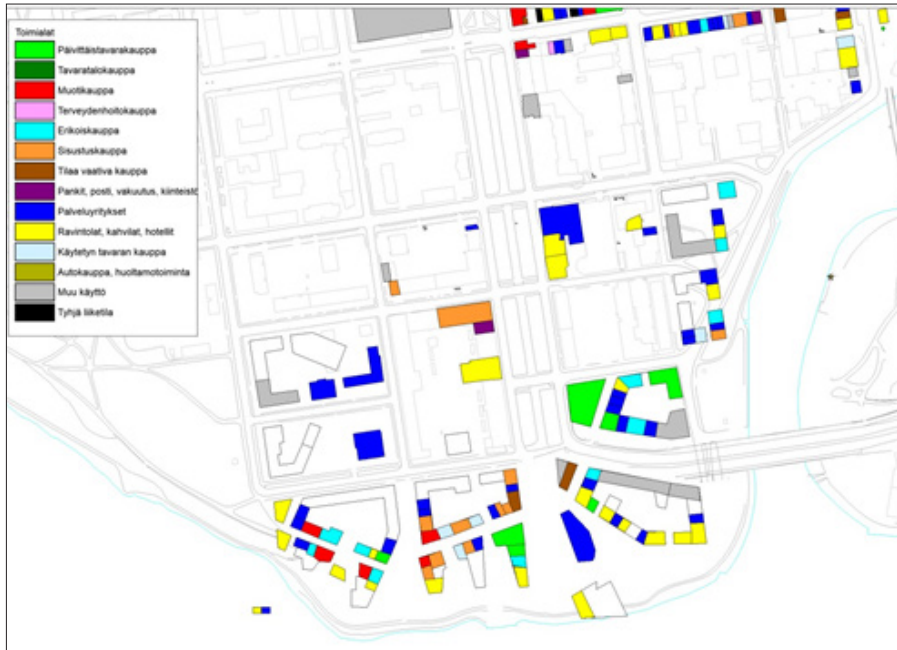 Toimialat
Päivittäistavarakauppa
Tavaratalokauppa
Muotikauppa
Terveydenhoitokauppa
Erikoiskauppa
Sisustuskauppa
Tilaa vaativa kauppa
Pankit, posti, vakuutus, kiinteistö
Palveluyritykset
Ravintolat, kahvilat, hotellit
Käytetyn tavaran kauppa
Autokauppa, huoltamotoiminta
Muu käyttö
Tyhjä liiketila